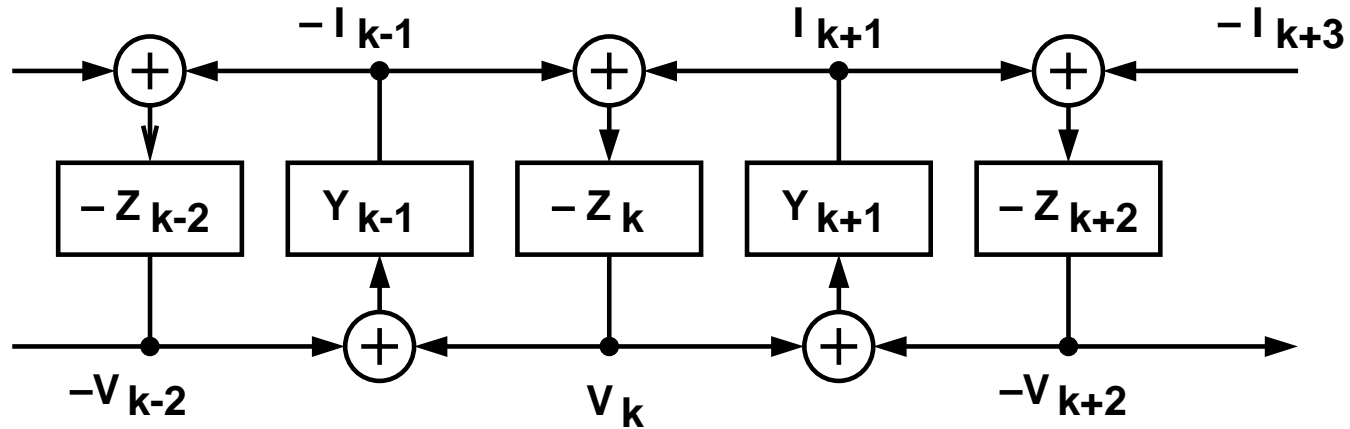 – I k-1
I k+1
– I k+3
+
+
+
– Z k-2
Y k-1
– Z k
Y k+1
– Z k+2
+
+
–V k-2
V k
–V k+2